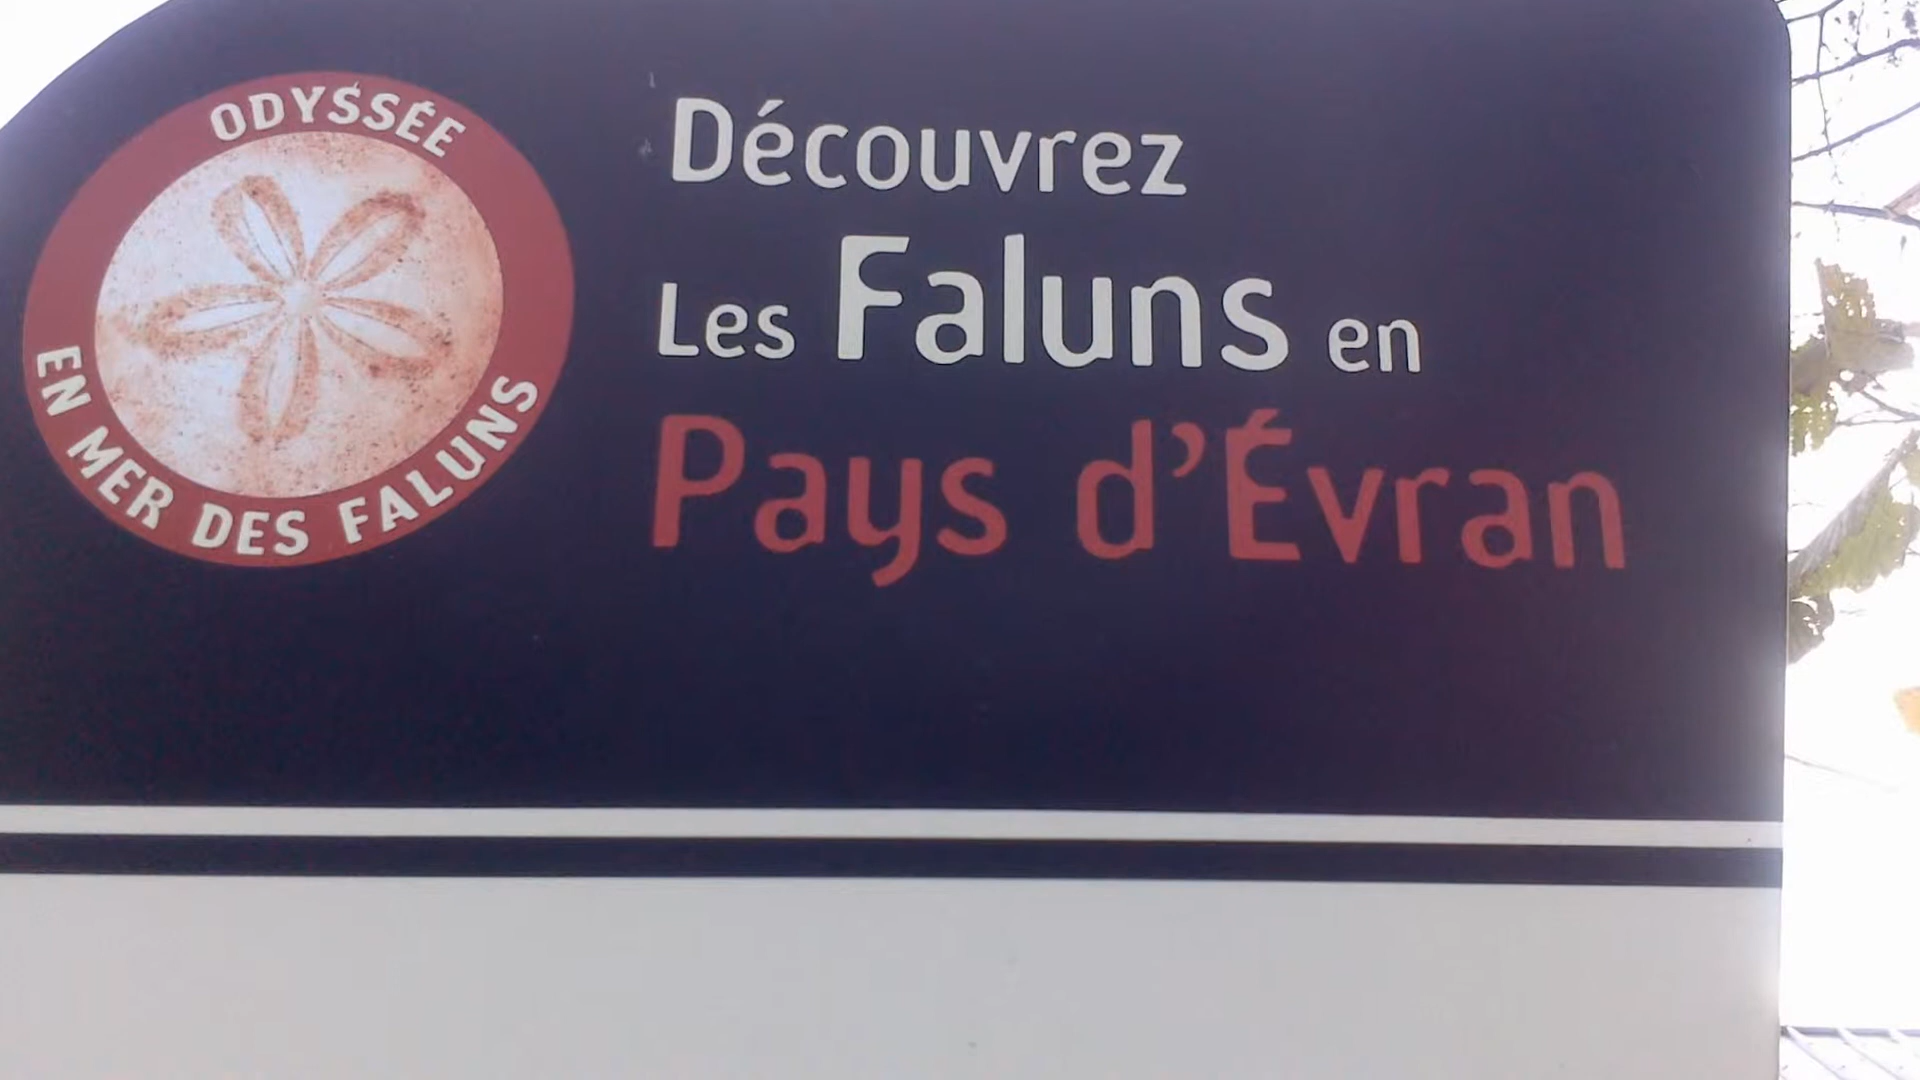 ODYSSÉE
EN MER DES FALUNS
Découvrez
Les Faluns en
Pays d'Évran